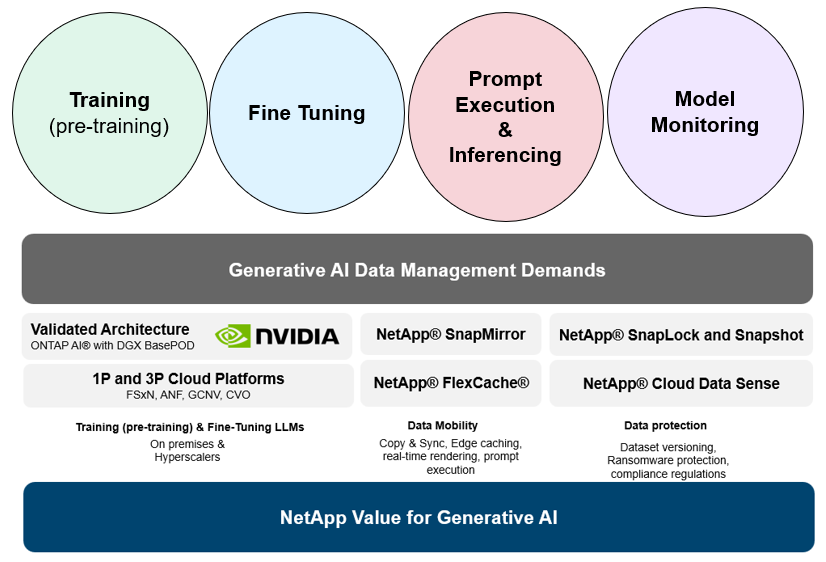 Training
(pre-training)
Fine Tuning
Prompt
Execution
&
Inferencing
Model
Monitoring
Generative AI Data Management Demands
Validated Architecture
ONTAP AI® with DGX BasePOD
NVIDIA
NetApp® SnapMirror
NetApp® SnapLock and Snapshot
1P and 3P Cloud Platforms
FSxN, ANF, GCNV, CVO
NetApp® FlexCache®
NetApp® Cloud Data Sense
Training (pre-training) & Fine-Tuning LLMs
On premises &
Hyperscalers
Data Mobility
Copy & Sync, Edge caching,
real-time rendering, prompt
execution
Data protection
Dataset versioning,
Ransomware protection,
compliance regulations
NetApp Value for Generative AI